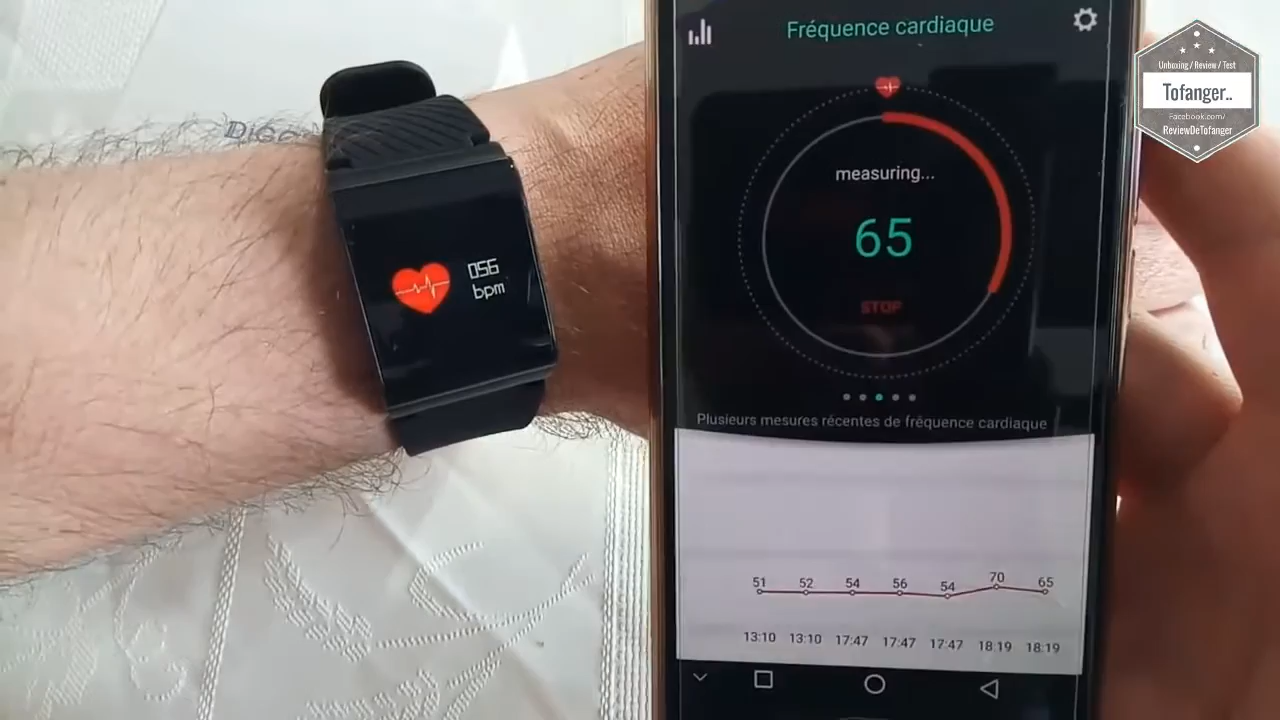 Fréquence cardiaque
Unboxing / Review / Test
Tofanger..
Facebook.com/
ReviewDeTofanger
measuring...
65
STOP
056
bpm
Plusieurs mesures récentes de fréquence cardiaque
51 52 54 56 54 70 65
13:10 13:10 17:47 17:47 17:47 18:19 18:19